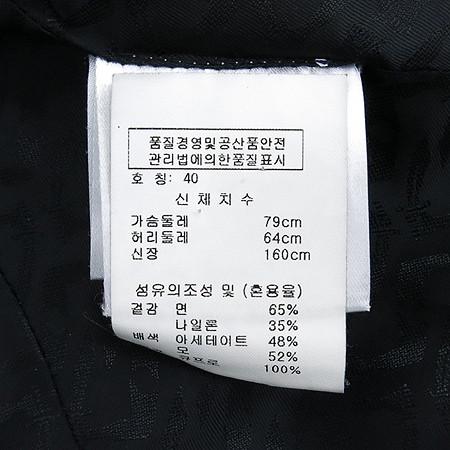 품질경영및공산품안전
관리법에의한품질표시
호 칭: 40
신 체 치 수
가슴둘레 79cm
허리둘레 64cm
신장 160cm
섬유의조성 및 (혼용율)
겉감 면 65%
나일론 35%
배색 아세테이트 48%
모 52%
100%